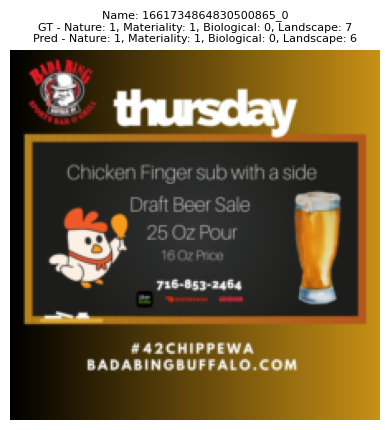 Name: 1661734864830500865_0
GT - Nature: 1, Materiality: 1, Biological: 0, Landscape: 7
Pred - Nature: 1, Materiality: 1, Biological: 0, Landscape: 6
BADA BING
SPORTS BAR & GRILL
thursday
Chicken Finger sub with a side
Draft Beer Sale
25 Oz Pour
16 Oz Price
716-853-2464
#42CHIPPEWA
BADABINGBUFFALO.COM